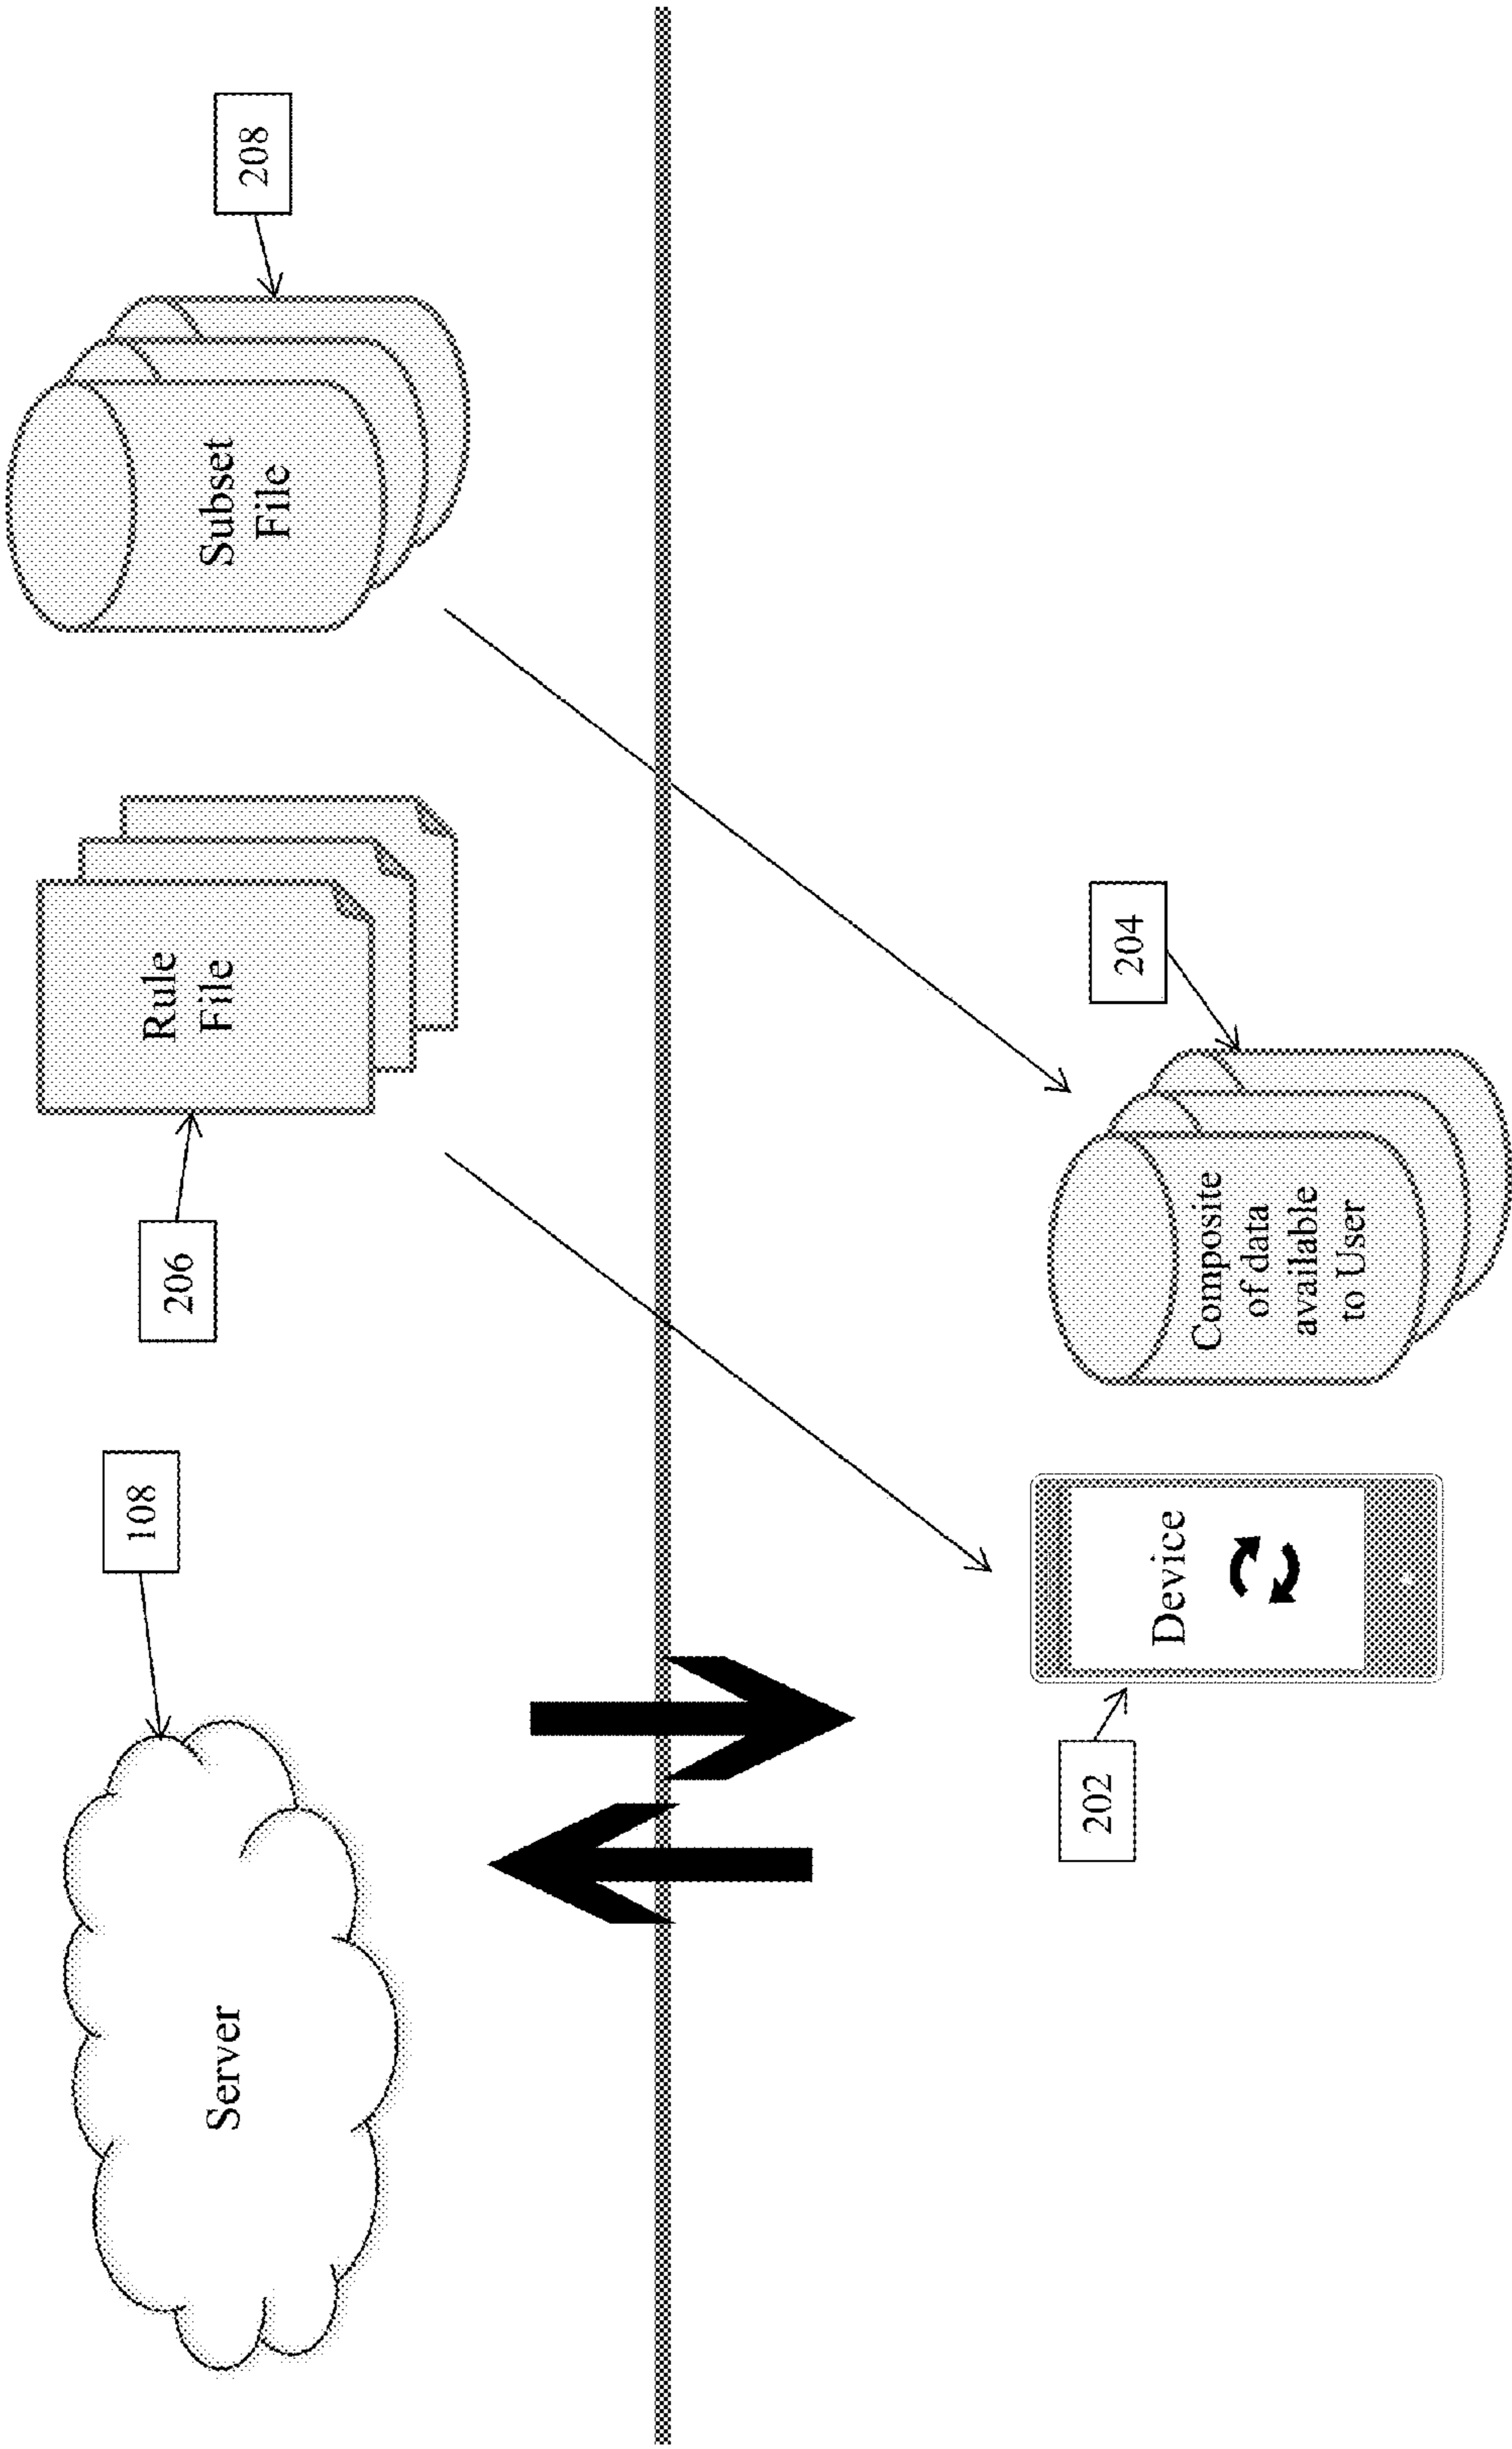 Server
108
206
Rule
File
208
Subset
File
202
Device
204
Composite
of data
available
to User